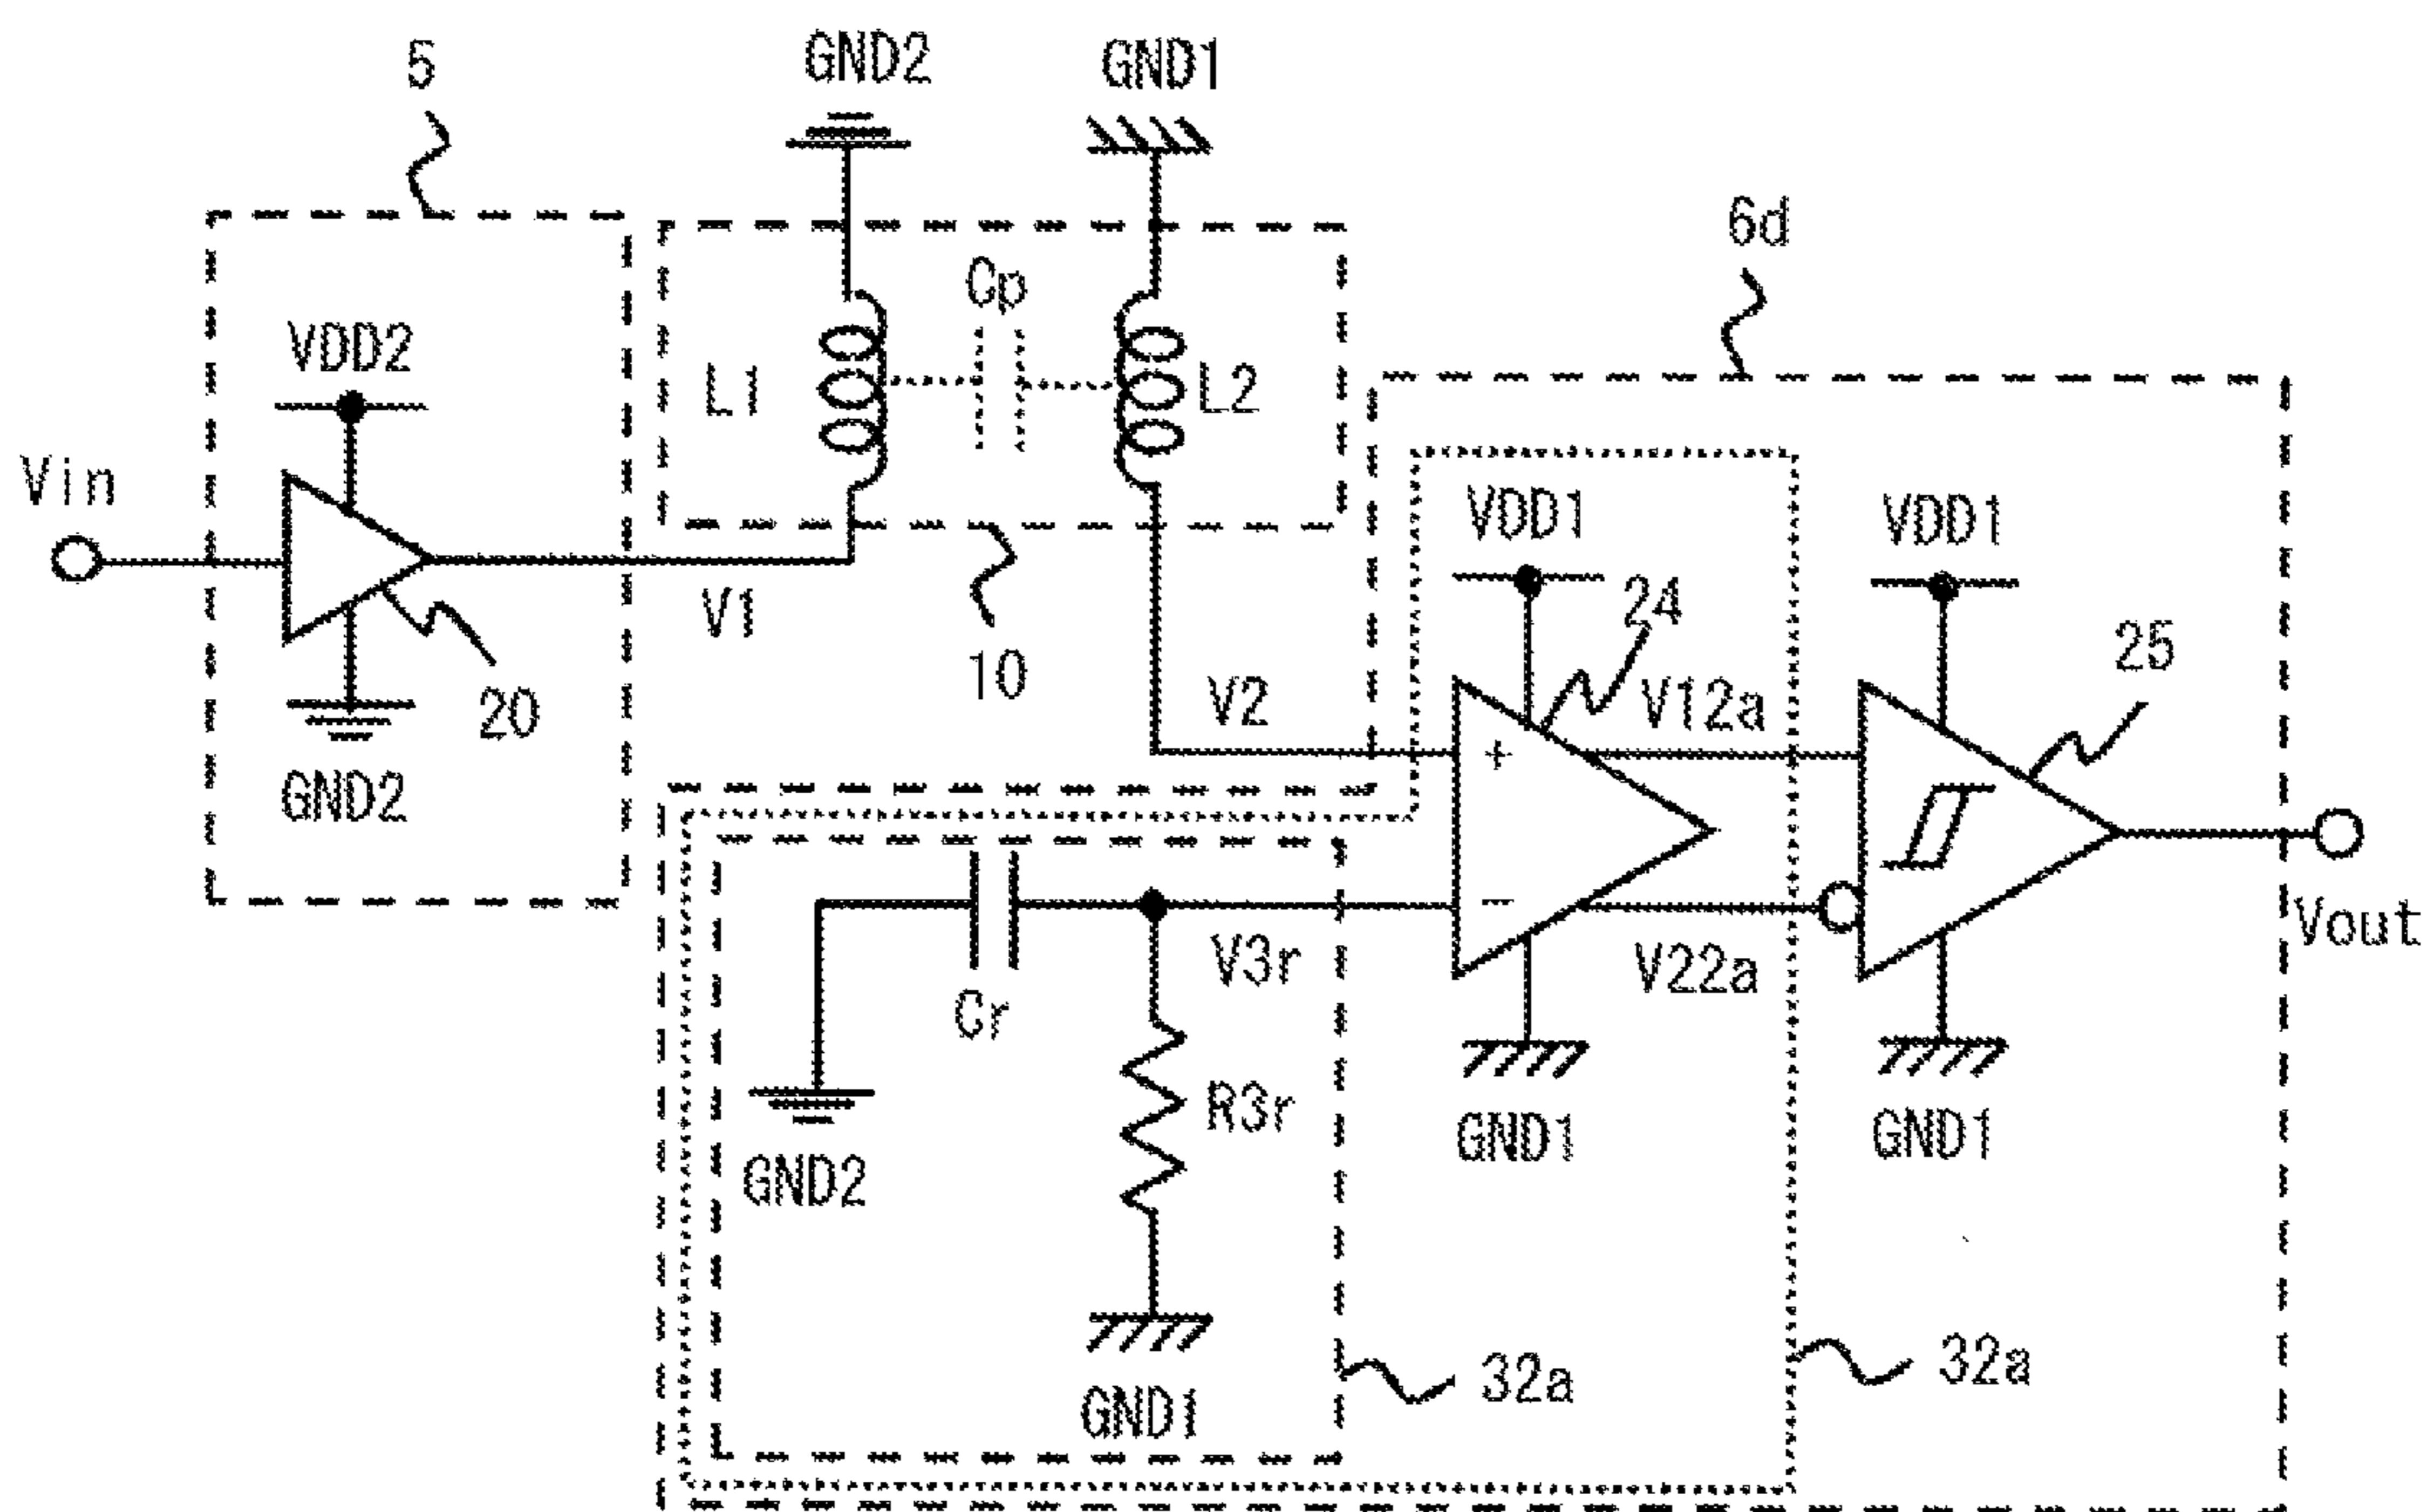 5
GND2
GND1
6d
VDD2
Cp
L1
L2
Vin
VDD1
VDD1
24
V1
10
20
V2
V12a
25
GND2
Vout
V3r
V22a
Cr
GND2
R3r
GND1
GND1
32a
32a
GND1
+
−